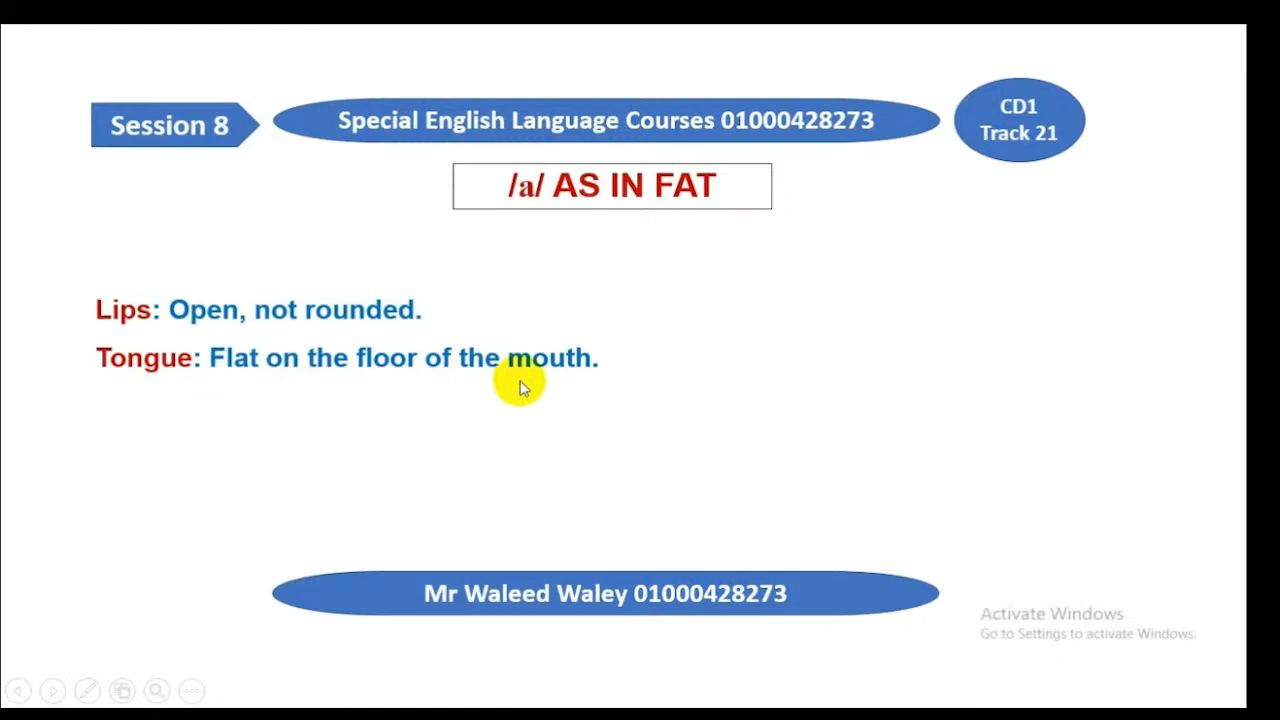 Session 8
Special English Language Courses 01000428273
CD1
Track 21
/a/ AS IN FAT
Lips: Open, not rounded.
Tongue: Flat on the floor of the mouth.
Mr Waleed Waley 01000428273
Activate Windows
Go to Settings to activate Windows.